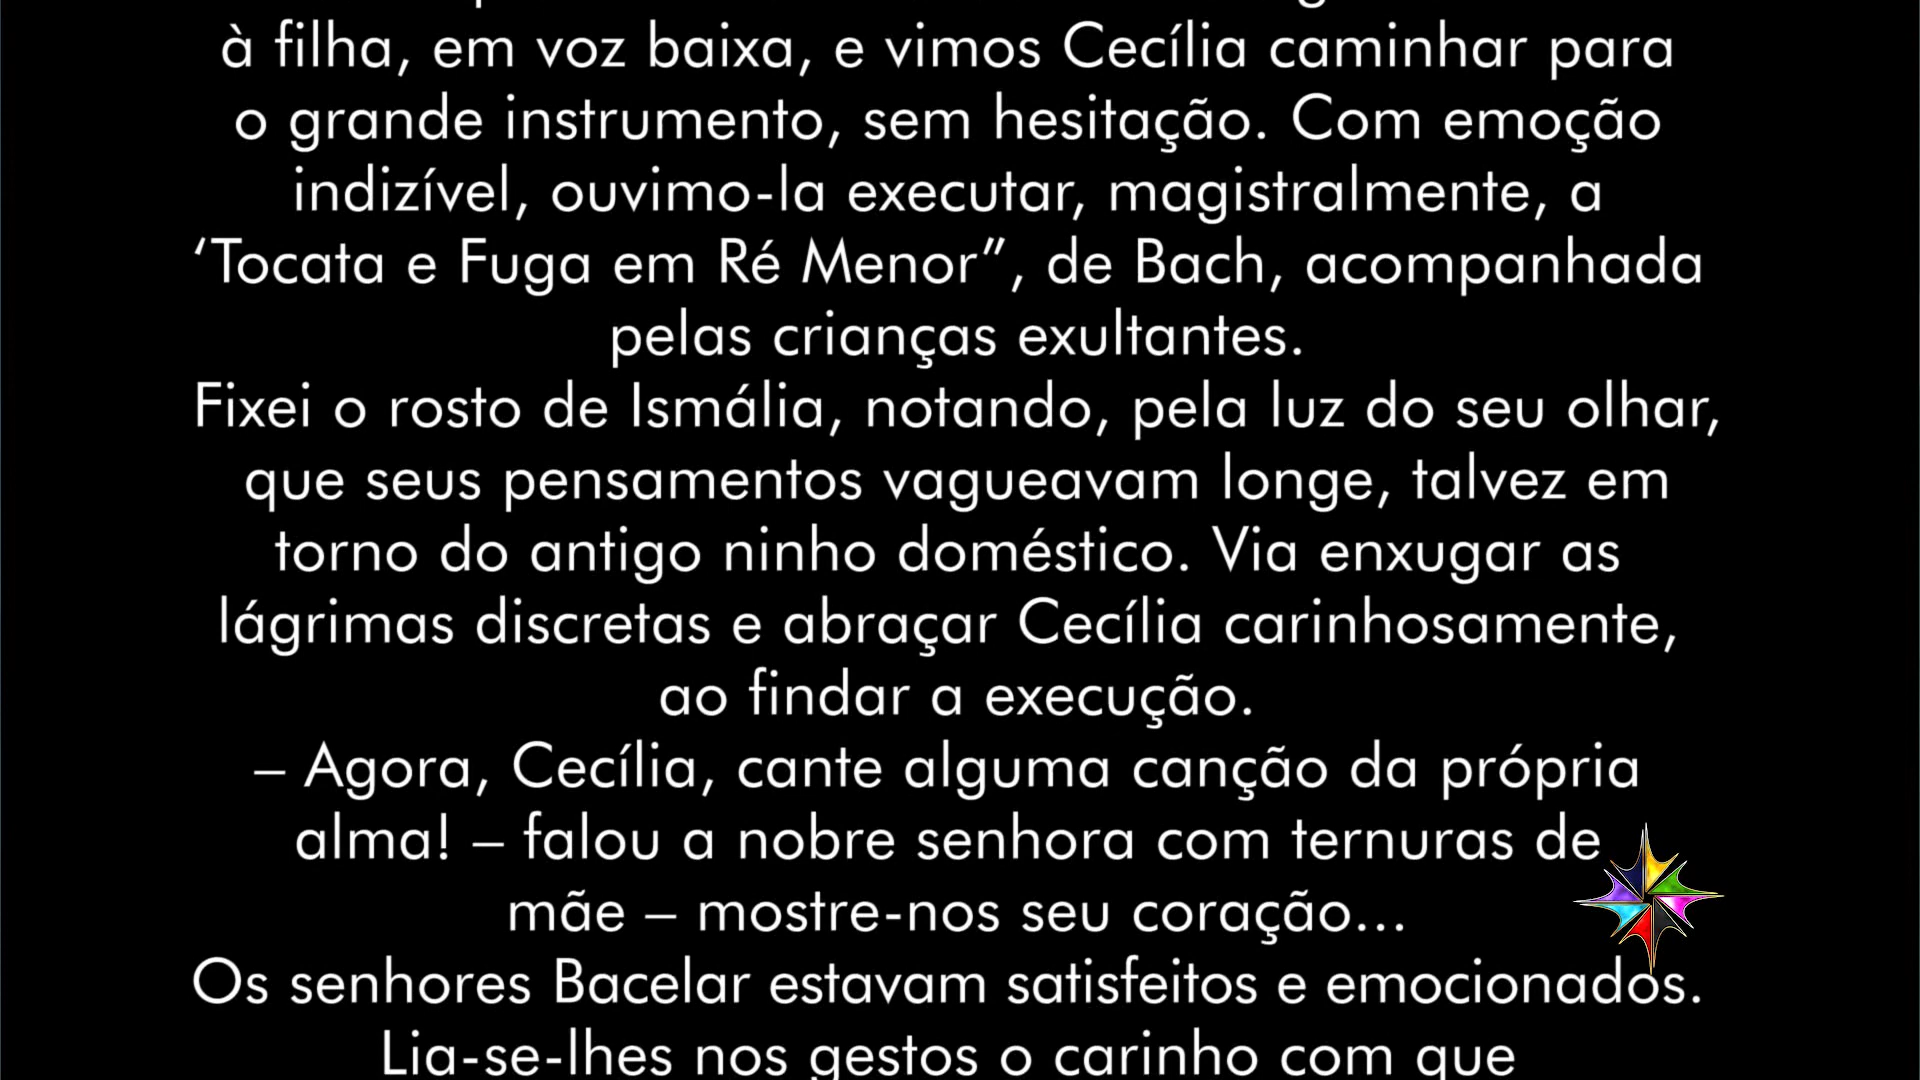 à filha, em voz baixa, e vimos Cecília caminhar para
o grande instrumento, sem hesitação. Com emoção
indizível, ouvimo-la executar, magistralmente, a
‘Tocata e Fuga em Ré Menor”, de Bach, acompanhada
pelas crianças exultantes.
Fixei o rosto de Ismália, notando, pela luz do seu olhar,
que seus pensamentos vagueavam longe, talvez em
torno do antigo ninho doméstico. Via enxugar as
lágrimas discretas e abraçar Cecília carinhosamente,
ao findar a execução.
– Agora, Cecília, cante alguma canção da própria
alma! – falou a nobre senhora com ternuras de
mãe – mostre-nos seu coração...
Os senhores Bacelar estavam satisfeitos e emocionados.
Lia-se-lhes nos gestos o carinho com que